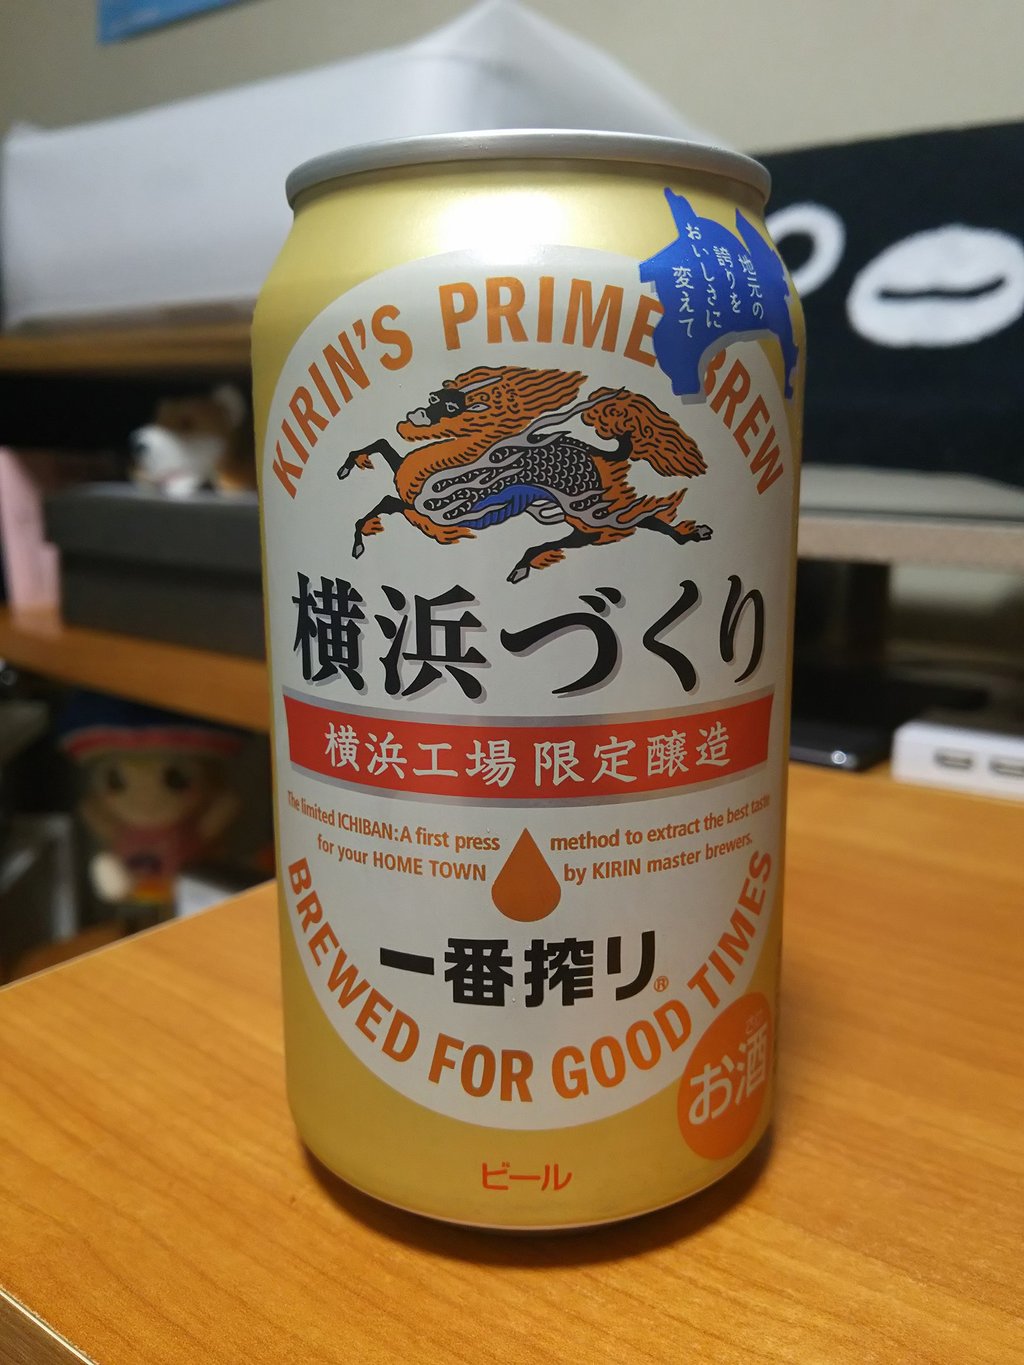 地元の
誇りを
おいしさに
変えて
KIRIN'S PRIME BREW
横浜づくり
横浜工場 限定醸造
The limited ICHIBAN: A first press
for your HOME TOWN
method to extract the best taste
by KIRIN master brewers.
一番搾り®
BREWED FOR GOOD TIMES
さけ
お酒
ビール